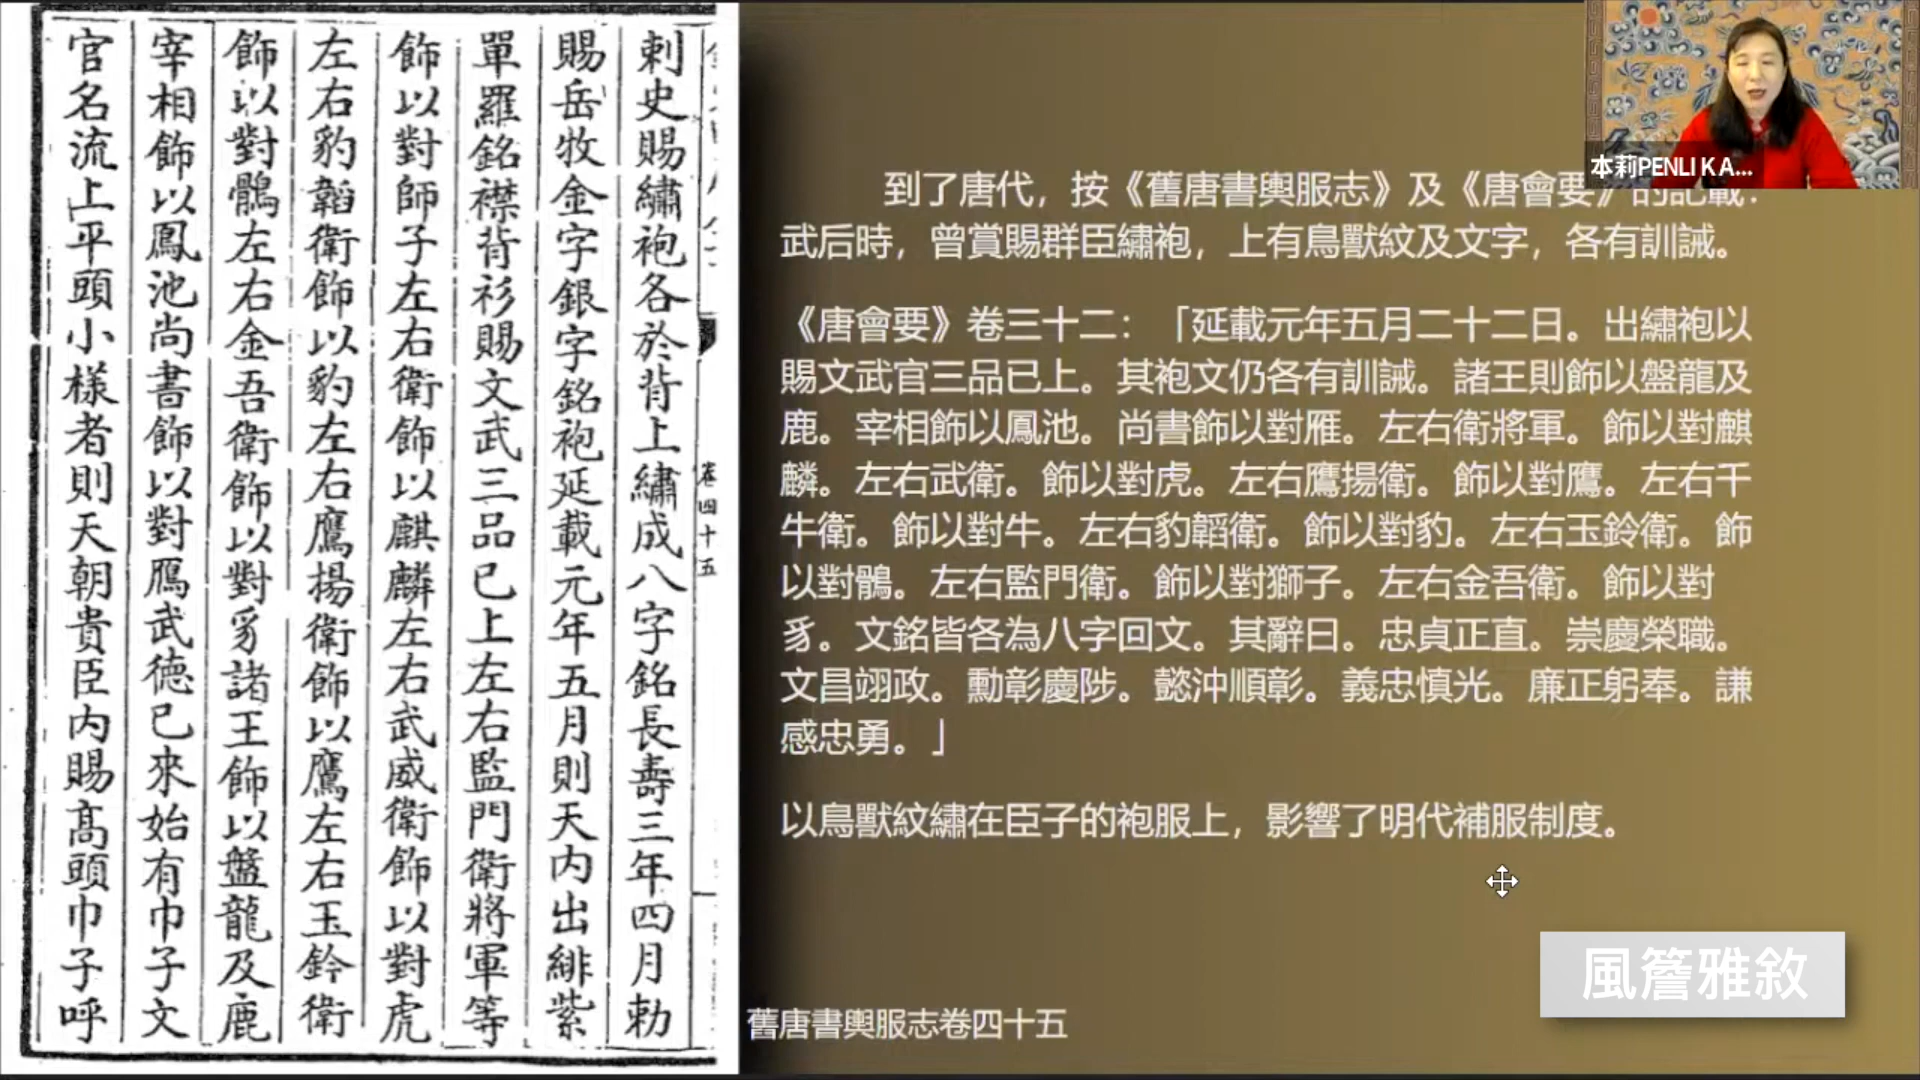 刺史賜繡袍各於背上繡成八字銘長壽三年四月勅
賜岳牧金字銀字銘袍延載元年五月則天内出緋紫
單羅銘襟背衫賜文武三品已上左右監門衛將軍等
飾以對師子左右衛飾以麒麟左右武威衛飾以對虎
左右豹韜衛飾以豹左右鷹揚衛飾以鷹左右玉鈐衛
飾以對鶻左右金吾衛飾以對豸諸王飾以盤龍及鹿
宰相飾以鳳池尚書飾以對鴈武德已來始有巾子文
官名流上平頭小樣者則天朝貴臣内賜高頭巾子呼
卷四十五
本莉PENLI KA...
到了唐代，按《舊唐書輿服志》及《唐會要》的記載：
武后時，曾賞賜群臣繡袍，上有鳥獸紋及文字，各有訓誡。
《唐會要》卷三十二：「延載元年五月二十二日。出繡袍以
賜文武官三品已上。其袍文仍各有訓誡。諸王則飾以盤龍及
鹿。宰相飾以鳳池。尚書飾以對雁。左右衛將軍。飾以對麒
麟。左右武衛。飾以對虎。左右鷹揚衛。飾以對鷹。左右千
牛衛。飾以對牛。左右豹韜衛。飾以對豹。左右玉鈴衛。飾
以對鶻。左右監門衛。飾以對獅子。左右金吾衛。飾以對
豸。文銘皆各為八字回文。其辭曰。忠貞正直。崇慶榮職。
文昌翊政。勳彰慶陟。懿沖順彰。義忠慎光。廉正躬奉。謙
感忠勇。」
以鳥獸紋繡在臣子的袍服上，影響了明代補服制度。
舊唐書輿服志卷四十五
風簷雅敘